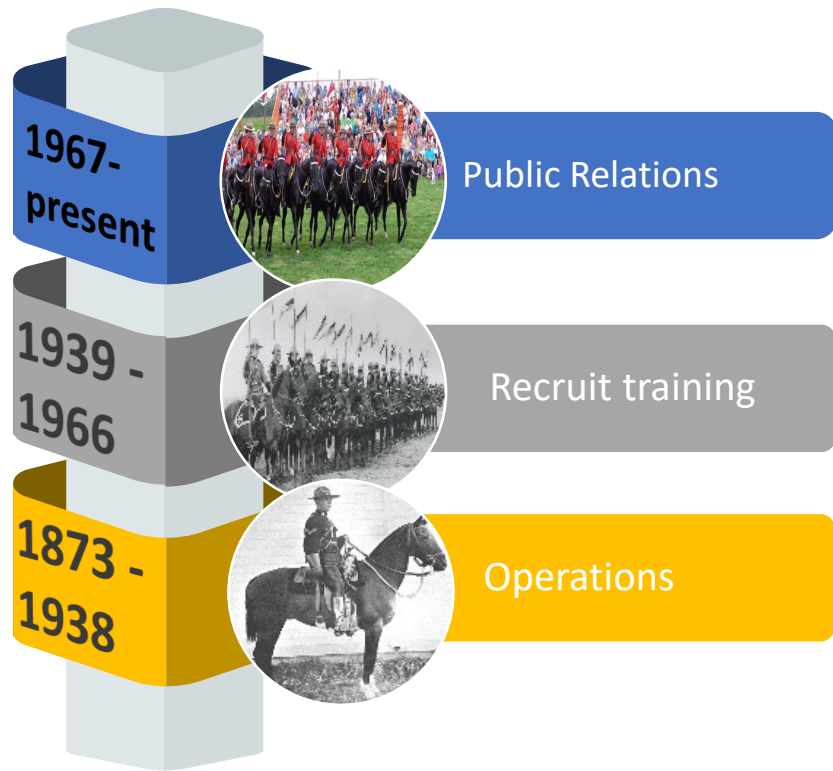 1967-
present
Public Relations
1939 -
1966
Recruit training
1873 -
1938
Operations